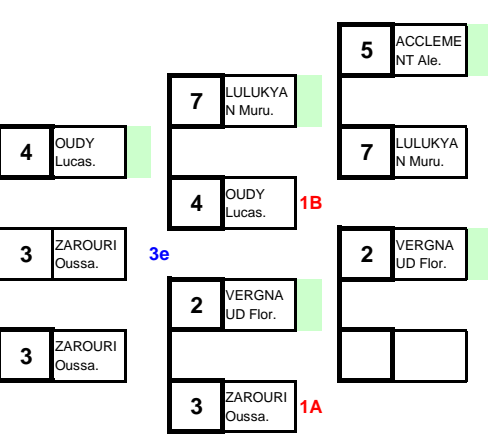 5 ACCLEME
NT Ale.
7 LULUKYA
N Muru.
4 OUDY
Lucas.
7 LULUKYA
N Muru.
4 OUDY
Lucas.
1B
3 ZAROURI
Oussa.
3e
2 VERGNA
UD Flor.
2 VERGNA
UD Flor.
3 ZAROURI
Oussa.
3 ZAROURI
Oussa.
1A